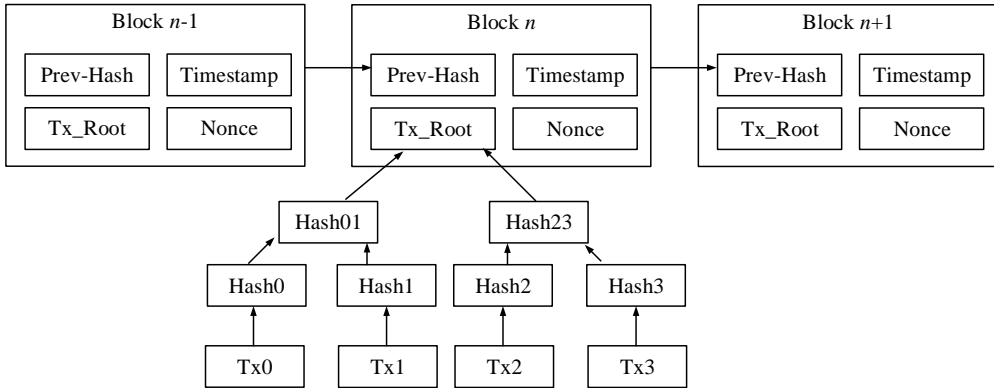 Block n-1 Block n Block n+1
Prev-Hash Timestamp Prev-Hash Timestamp Prev-Hash Timestamp
Tx_Root Nonce Tx_Root Nonce Tx_Root Nonce
Hash01 Hash23
Hash0 Hash1 Hash2 Hash3
Tx0 Tx1 Tx2 Tx3